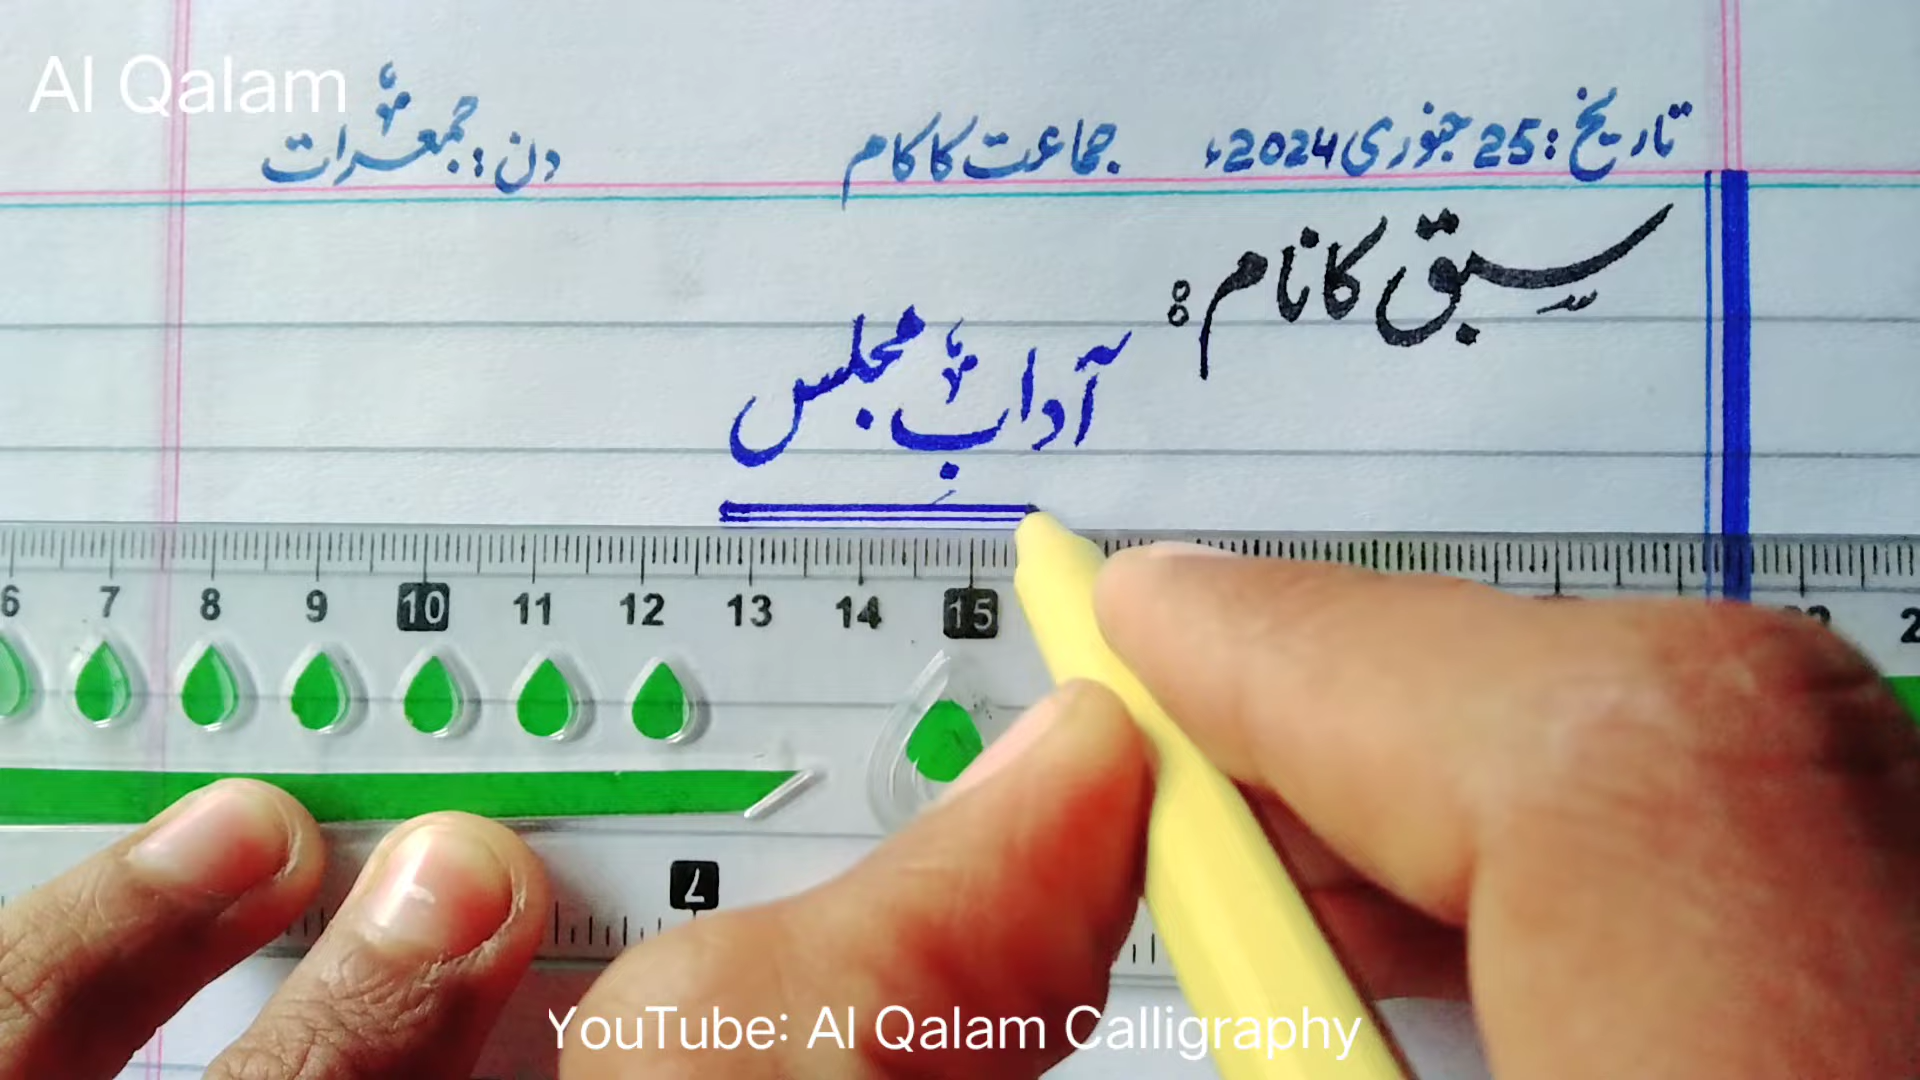 Al Qalam
تاریخ: 25 جنوری 2024ء جماعت کا کام دن: جمعرات
سبق کا نام:
آدابِ مجلس
6 7 8 9 10 11 12 13 14 15
7
YouTube: Al Qalam Calligraphy